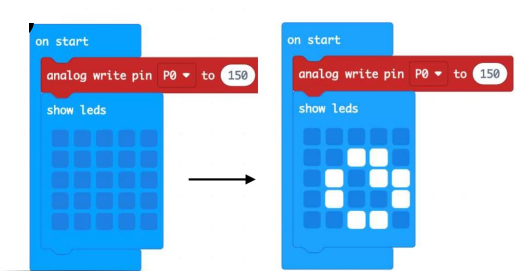 on start
analog write pin P0 to 150
show leds
on start
analog write pin P0 to 150
show leds